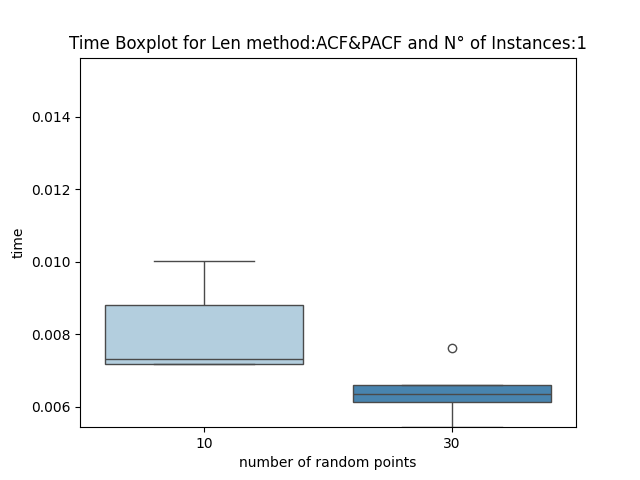 Time Boxplot for Len method:ACF&PACF and N° of Instances:1
0.014
0.012
0.010
0.008
0.006
time
10
30
number of random points